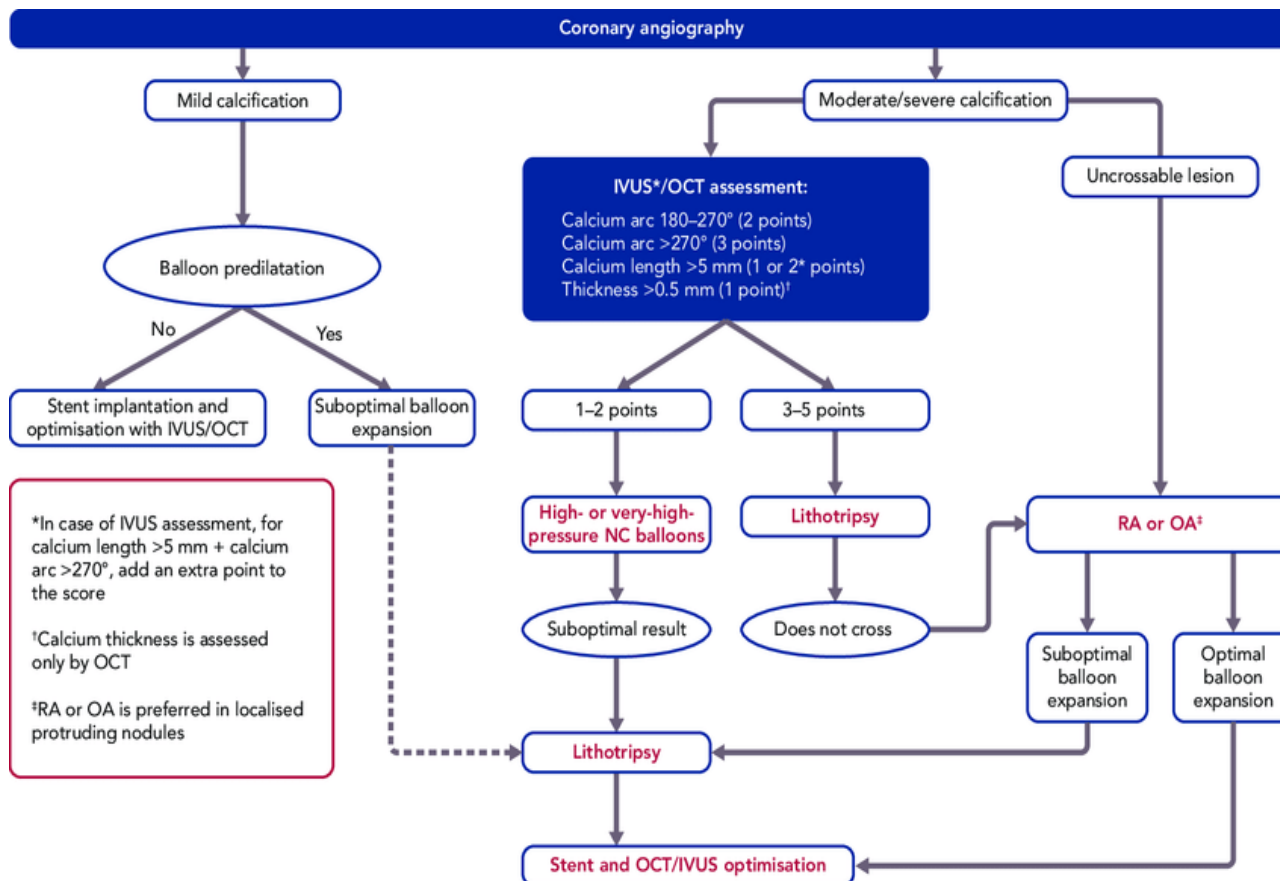 Coronary angiography
Mild calcification
Moderate/severe calcification
IVUS*/OCT assessment:
Calcium arc 180–270° (2 points)
Calcium arc >270° (3 points)
Calcium length >5 mm (1 or 2* points)
Thickness >0.5 mm (1 point)†
Uncrossable lesion
Balloon predilatation
No
Yes
Stent implantation and
optimisation with IVUS/OCT
Suboptimal balloon
expansion
1–2 points
3–5 points
High- or very-high-
pressure NC balloons
Lithotripsy
RA or OA‡
Suboptimal result
Does not cross
Suboptimal
balloon
expansion
Optimal
balloon
expansion
Lithotripsy
Stent and OCT/IVUS optimisation
*In case of IVUS assessment, for
calcium length >5 mm + calcium
arc >270°, add an extra point to
the score
†Calcium thickness is assessed
only by OCT
‡RA or OA is preferred in localised
protruding nodules